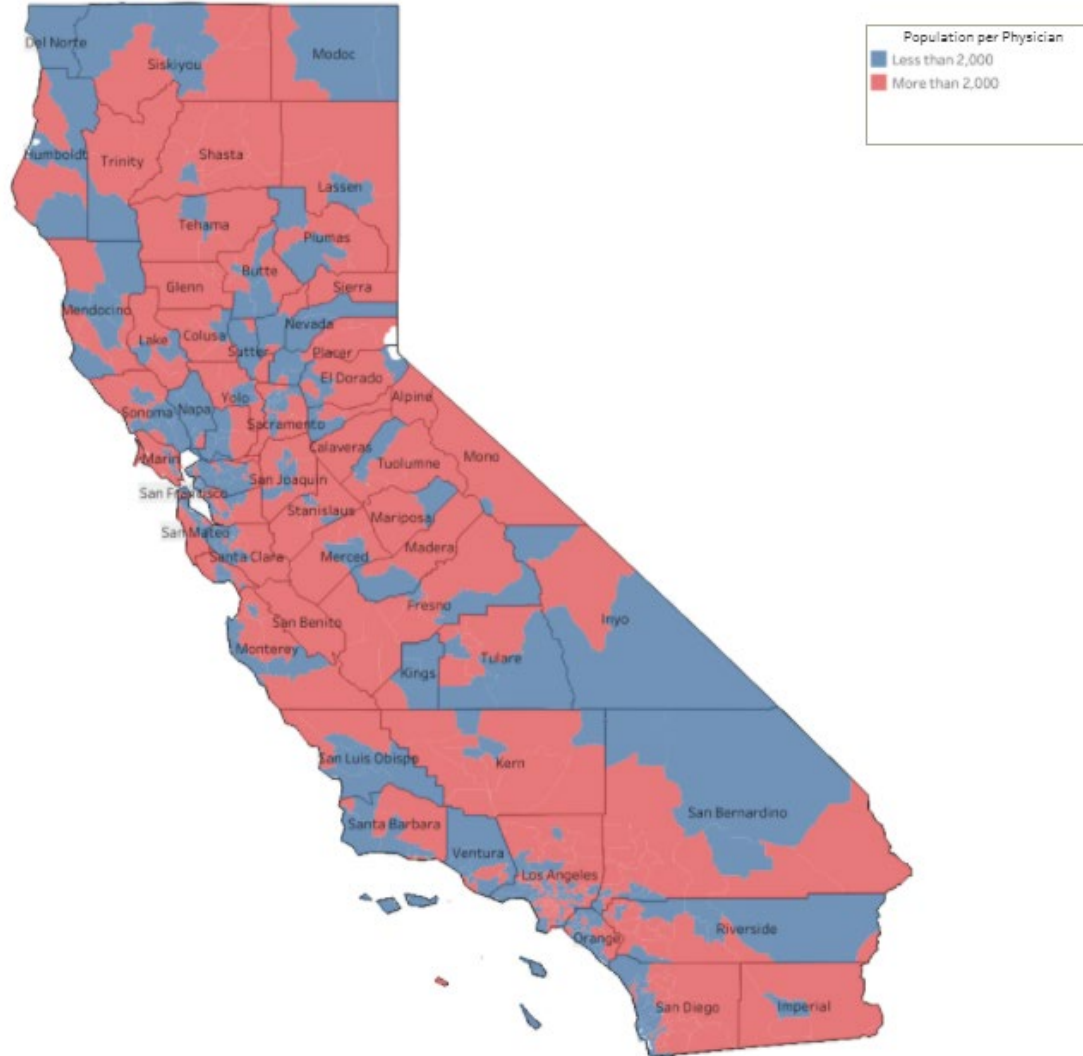 Population per Physician
Less than 2,000
More than 2,000
Del Norte
Siskiyou
Modoc
Humboldt
Trinity
Shasta
Lassen
Tehama
Plumas
Butte
Glenn
Sierra
Mendocino
Lake
Colusa
Sutter
Nevada
Placer
El Dorado
Yolo
Sonoma
Napa
Sacramento
Alpine
Calaveras
Marin
San Joaquin
Tuolumne
Mono
San Francisco
Stanislaus
Mariposa
San Mateo
Santa Clara
Merced
Madera
Fresno
Inyo
San Benito
Monterey
Kings
Tulare
San Luis Obispo
Kern
San Bernardino
Santa Barbara
Ventura
Los Angeles
Orange
Riverside
San Diego
Imperial